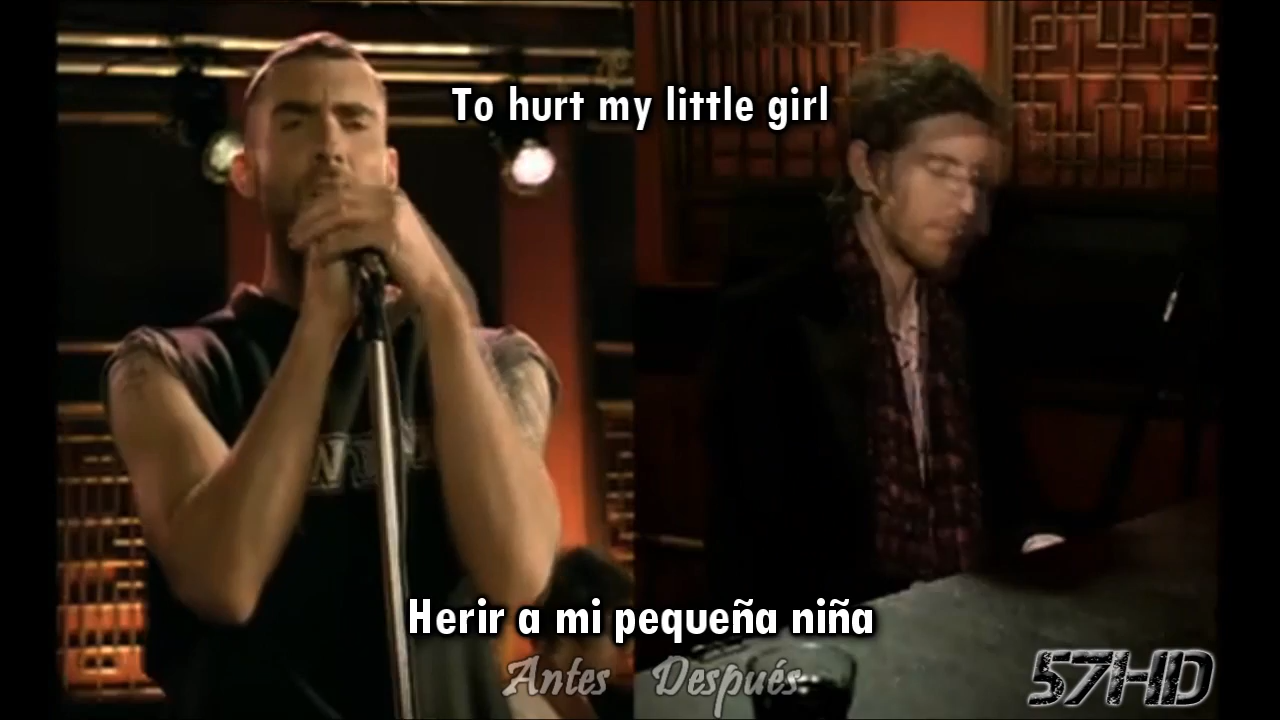 To hurt my little girl
Herir a mi pequeña niña
Antes Después
57HD